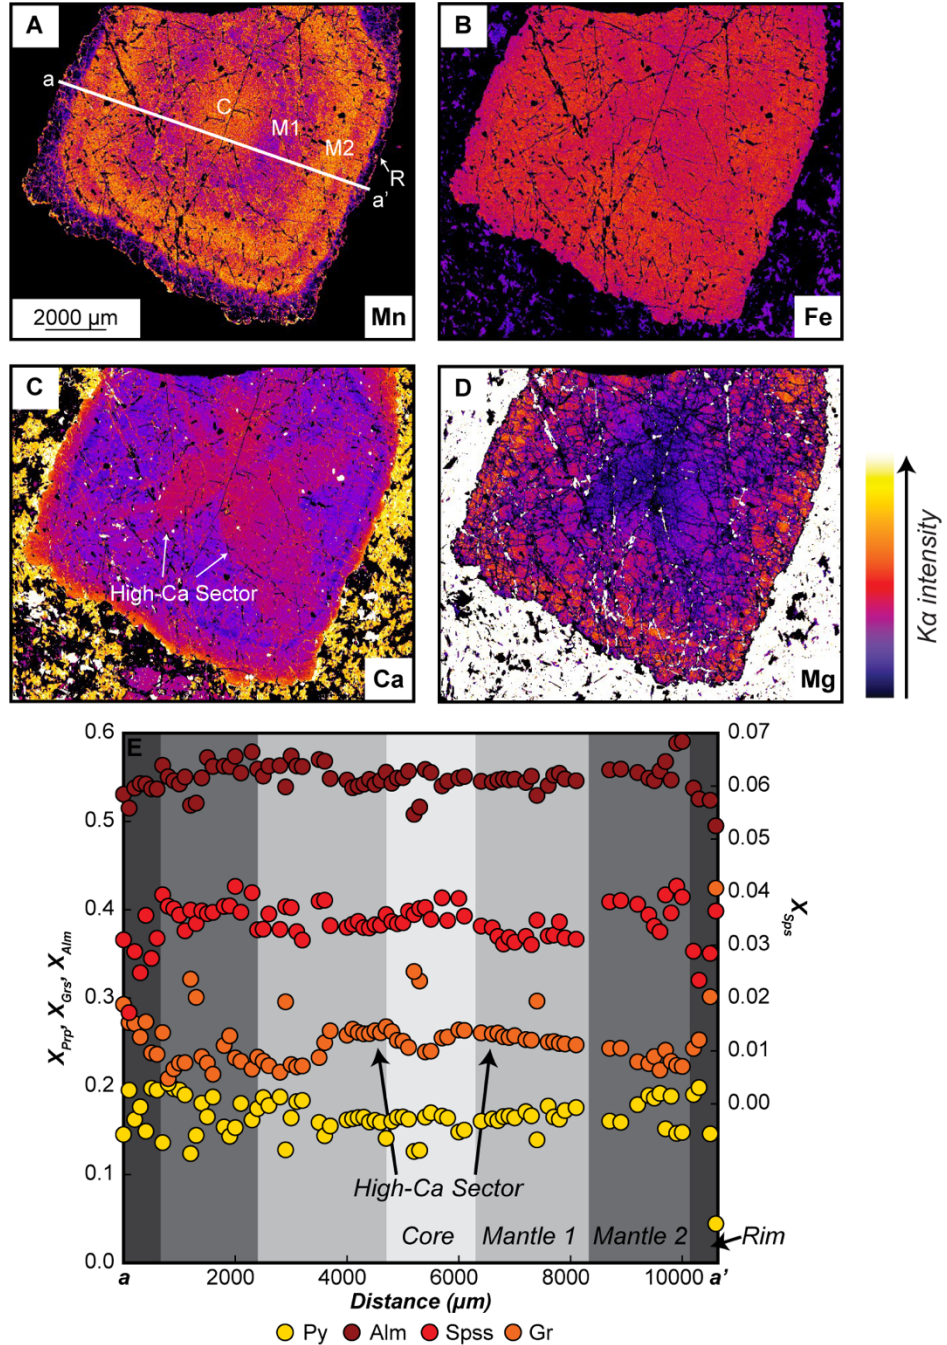 A
a
C
M1
M2
R
a'
2000 µm
Mn
B
Fe
C
High-Ca Sector
Ca
D
Mg
Kα intensity
E
0.6
0.5
0.4
0.3
0.2
0.1
0.0
X_Prp, X_Grs, X_Alm
0.07
0.06
0.05
0.04
0.03
0.02
0.01
0.00
X_Sps
High-Ca Sector
Core
Mantle 1
Mantle 2
Rim
a
2000
4000
6000
8000
10000
a'
Distance (µm)
Py
Alm
Spss
Gr